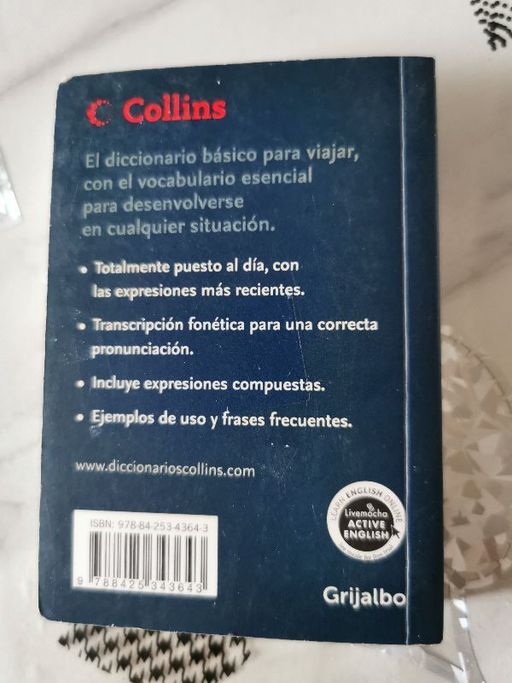 Collins
El diccionario básico para viajar,
con el vocabulario esencial
para desenvolverse
en cualquier situación.
• Totalmente puesto al día, con
las expresiones más recientes.
• Transcripción fonética para una correcta
pronunciación.
• Incluye expresiones compuestas.
• Ejemplos de uso y frases frecuentes.
www.diccionarioscollins.com
ISBN: 978-84-253-4364-3
9 788425 343643
LEARN ENGLISH ONLINE
Livemocha
ACTIVE
ENGLISH
Grijalbo